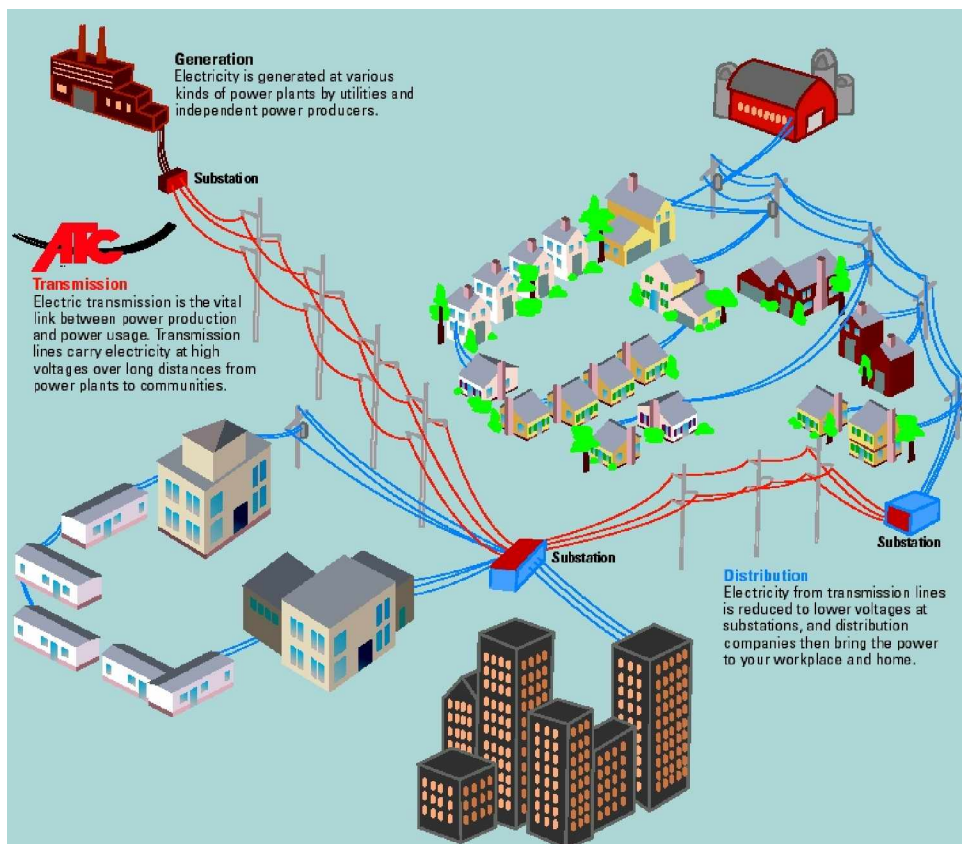 Generation
Electricity is generated at various
kinds of power plants by utilities and
independent power producers.
Substation
ATC
Transmission
Electric transmission is the vital
link between power production
and power usage. Transmission
lines carry electricity at high
voltages over long distances from
power plants to communities.
Substation
Substation
Distribution
Electricity from transmission lines
is reduced to lower voltages at
substations, and distribution
companies then bring the power
to your workplace and home.